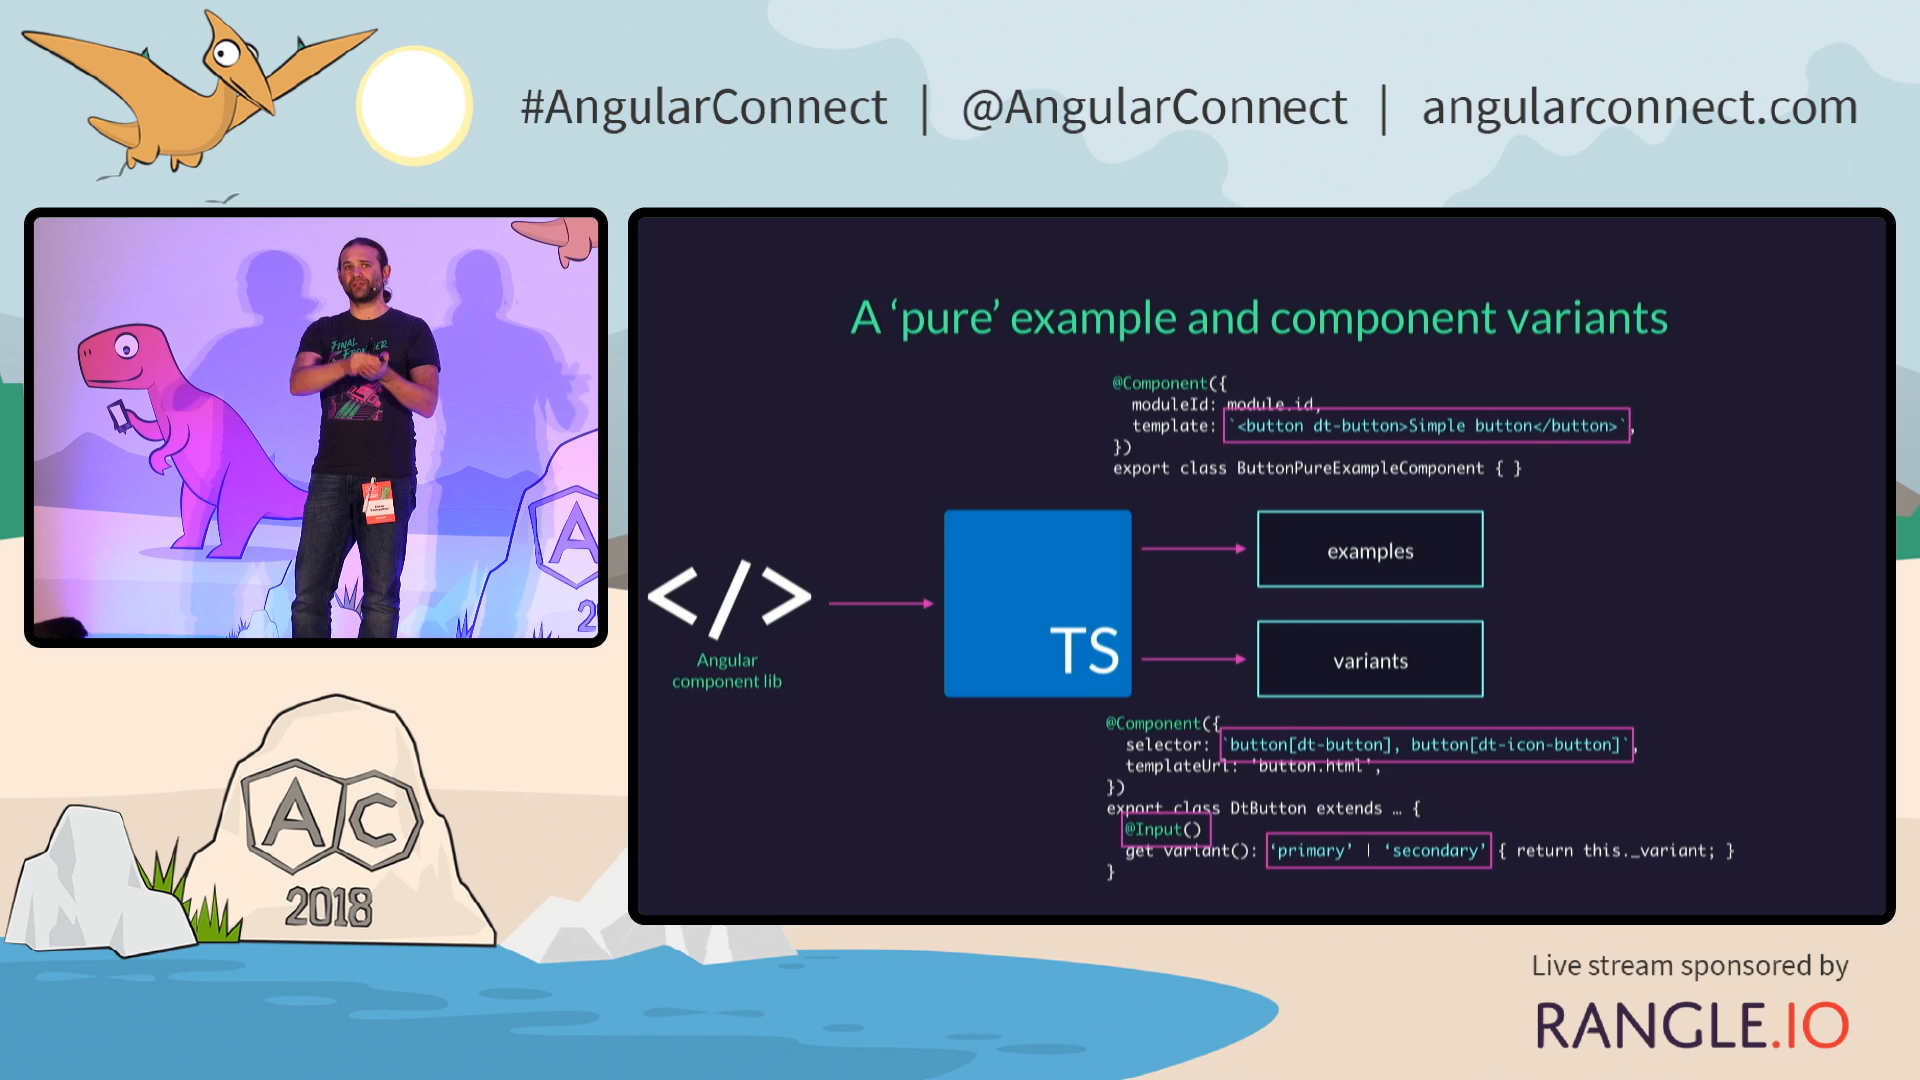 #AngularConnect | @AngularConnect | angularconnect.com
FINAL
FRONTIER
A
2
A ‘pure’ example and component variants
@Component({
moduleId: module.id,
template: `<button dt-button>Simple button</button>`,
})
export class ButtonPureExampleComponent { }
</>
Angular
component lib
TS
examples
variants
@Component({
selector: `button[dt-button], button[dt-icon-button]`,
templateUrl: 'button.html',
})
export class DtButton extends … {
@Input()
get variant(): ‘primary’ | ‘secondary’ { return this._variant; }
}
AC
2018
Live stream sponsored by
RANGLE.IO